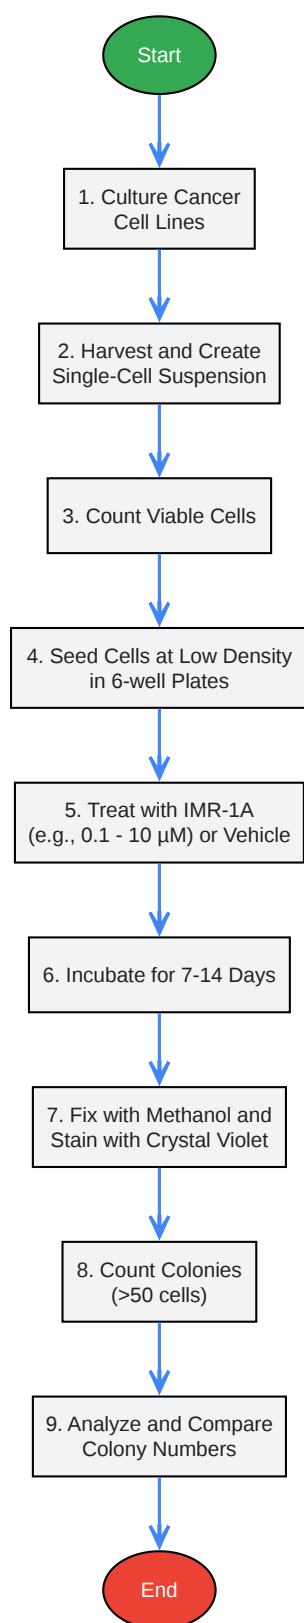 Start
1. Culture Cancer
Cell Lines
2. Harvest and Create
Single-Cell Suspension
3. Count Viable Cells
4. Seed Cells at Low Density
in 6-well Plates
5. Treat with IMR-1A
(e.g., 0.1 - 10 µM) or Vehicle
6. Incubate for 7-14 Days
7. Fix with Methanol and
Stain with Crystal Violet
8. Count Colonies
(>50 cells)
9. Analyze and Compare
Colony Numbers
End